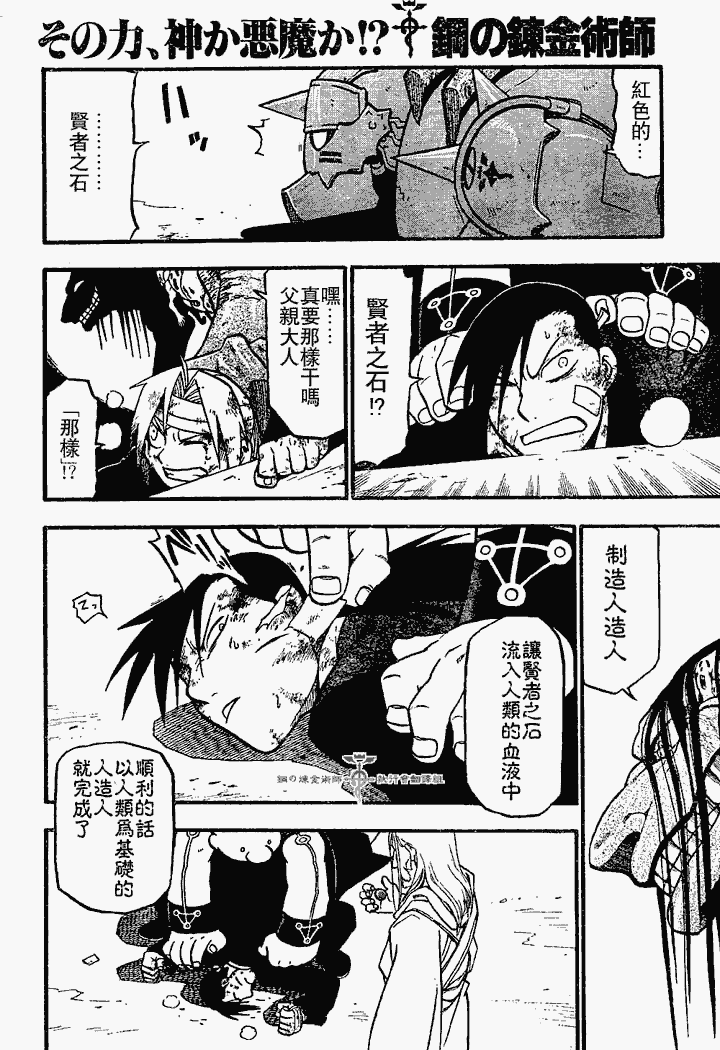 その力、神か悪魔か!? 鋼の錬金術師
紅色的…
…………
賢者之石
賢者之石!?
嘿……
真要那樣干嗎
父親大人
「那樣」!?
制造人造人
讓賢者之石
流入人類的血液中
順利的話
以人類爲基礎的
人造人
就完成了
鋼の錬金術師